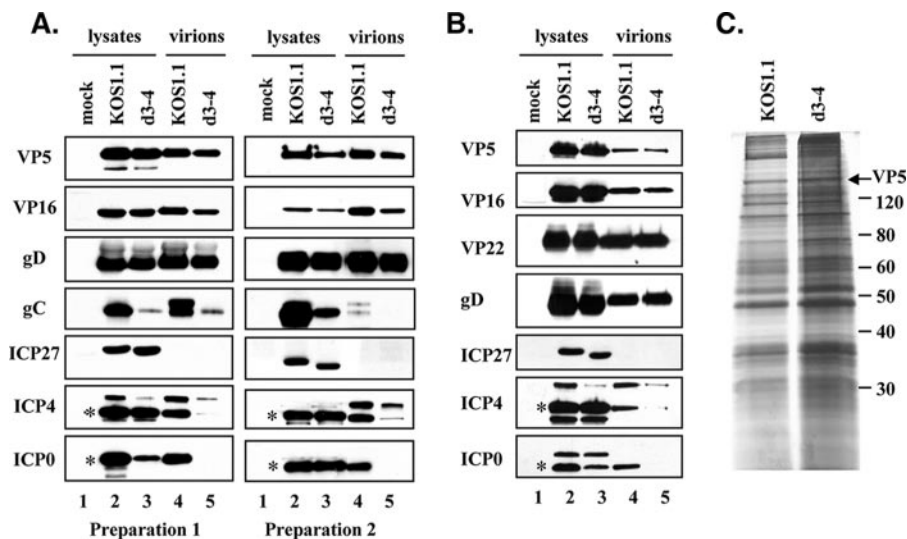 A.
lysates virions
mock KOS1.1 d3-4 KOS1.1 d3-4
VP5
VP16
gD
gC
ICP27
ICP4 *
ICP0 *
1 2 3 4 5
Preparation 1
lysates virions
mock KOS1.1 d3-4 KOS1.1 d3-4
*
*
1 2 3 4 5
Preparation 2
B.
lysates virions
mock KOS1.1 d3-4 KOS1.1 d3-4
VP5
VP16
VP22
gD
ICP27
ICP4 *
ICP0 *
1 2 3 4 5
C.
KOS1.1 d3-4
VP5
120
80
60
50
40
30